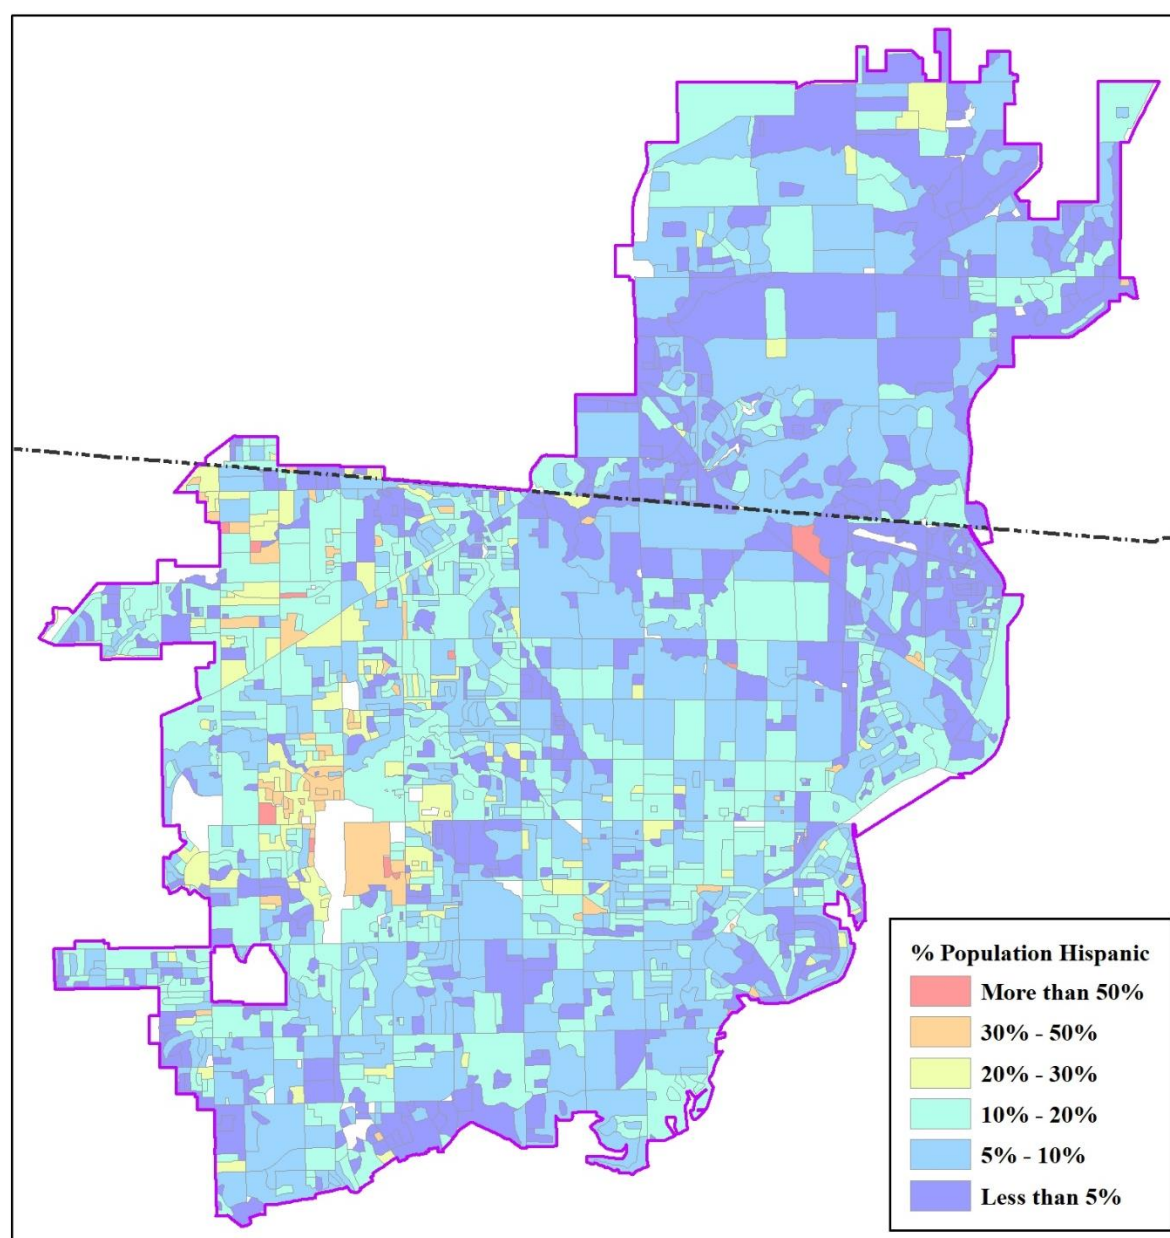 % Population Hispanic
More than 50%
30% - 50%
20% - 30%
10% - 20%
5% - 10%
Less than 5%